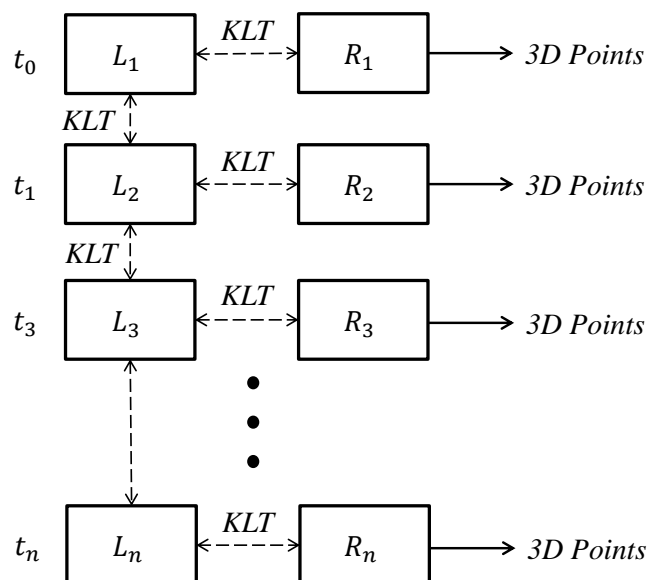 t₀ L₁ KLT R₁ 3D Points
KLT
t₁ L₂ KLT R₂ 3D Points
KLT
t₃ L₃ KLT R₃ 3D Points
tₙ Lₙ KLT Rₙ 3D Points